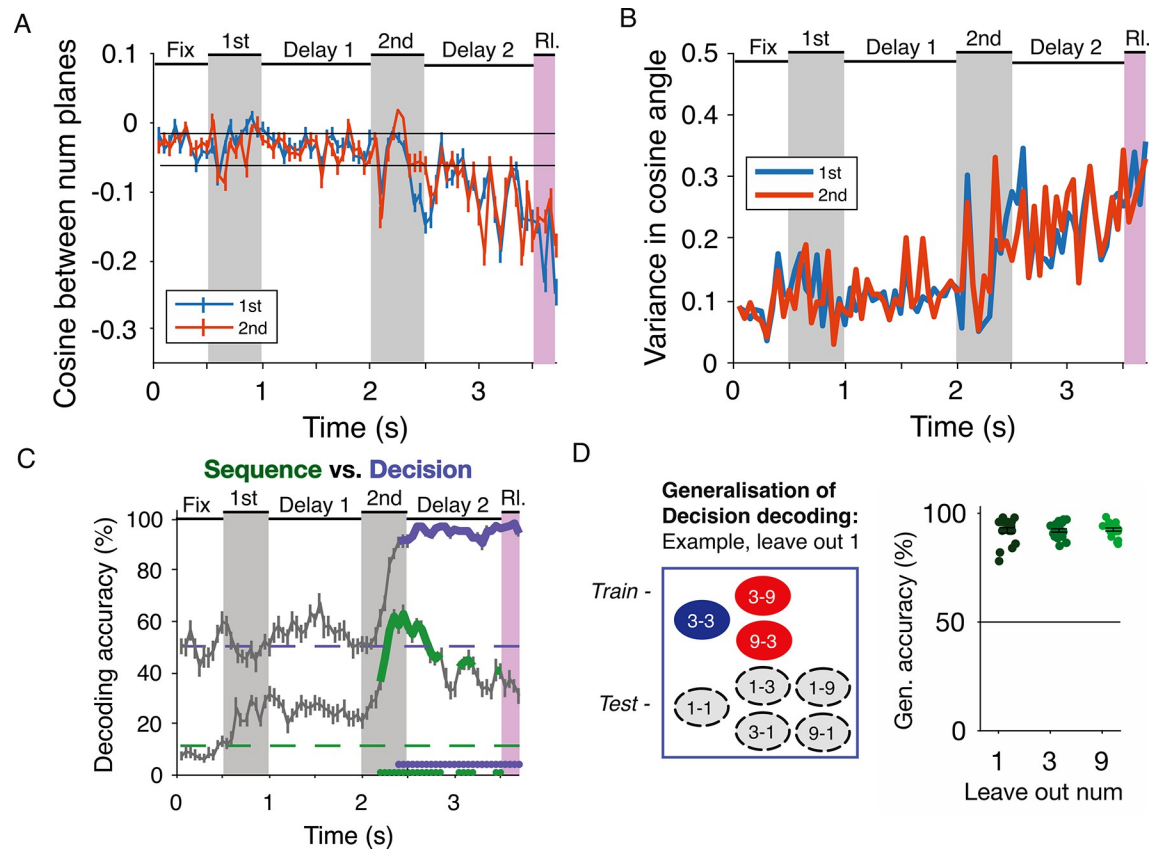 A
Fix 1st Delay 1 2nd Delay 2 Rl.
0.1
0
-0.1
-0.2
-0.3
Cosine between num planes
1st
2nd
0 1 2 3
Time (s)
B
Fix 1st Delay 1 2nd Delay 2 Rl.
0.5
0.4
0.3
0.2
0.1
0
Variance in cosine angle
1st
2nd
0 1 2 3
Time (s)
C
Sequence vs. Decision
Fix 1st Delay 1 2nd Delay 2 Rl.
100
80
60
40
20
0
Decoding accuracy (%)
0 1 2 3
Time (s)
D
Generalisation of
Decision decoding:
Example, leave out 1
Train -
3-3
3-9
9-3
Test -
1-1
1-3 1-9
3-1 9-1
100
50
0
Gen. accuracy (%)
1 3 9
Leave out num